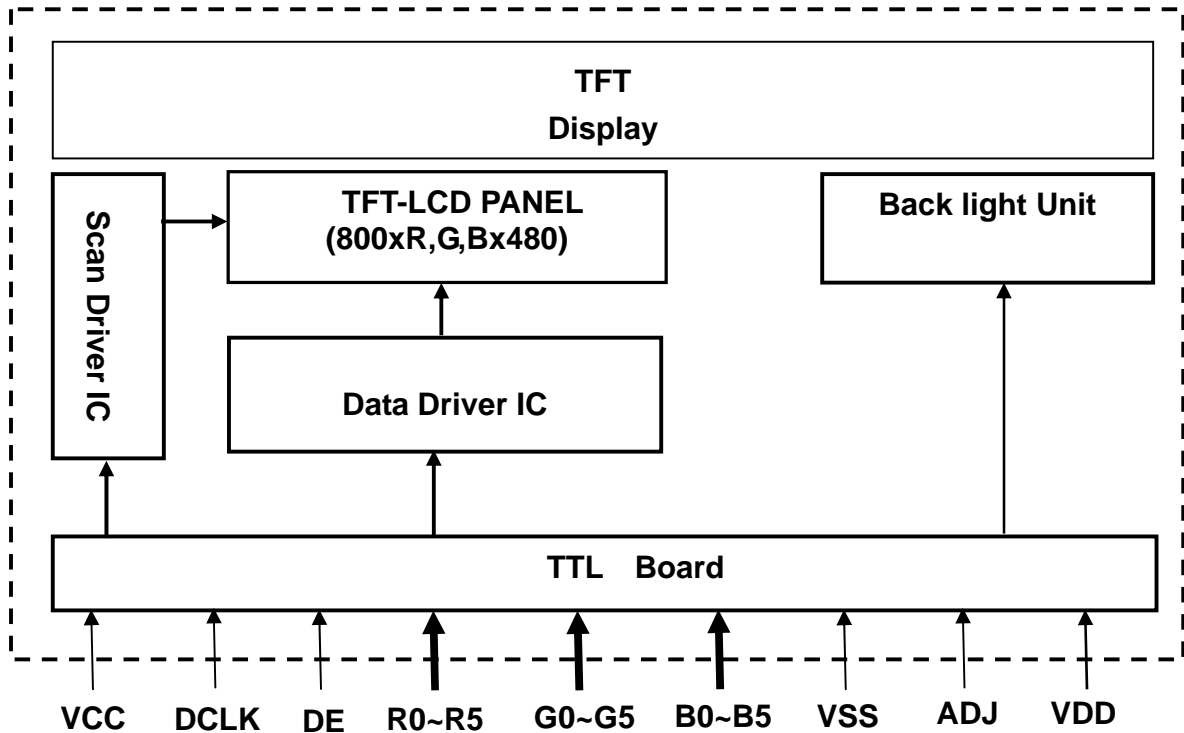 TFT
Display
Scan Driver IC
TFT-LCD PANEL
(800xR,G,Bx480)
Back light Unit
Data Driver IC
TTL Board
VCC DCLK DE R0~R5 G0~G5 B0~B5 VSS ADJ VDD